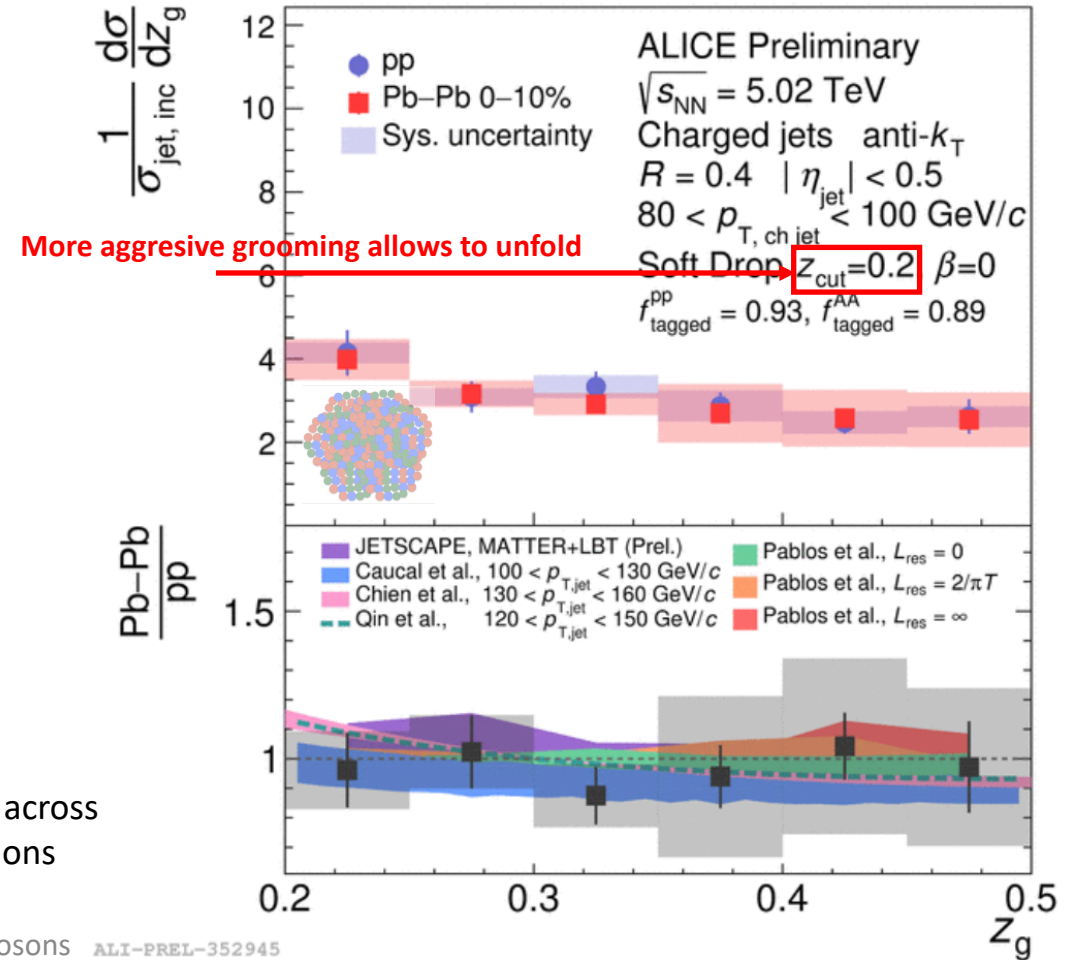 1/σjet, inc dσ/dzg
12
10
8
6
4
2
pp
Pb–Pb 0–10%
Sys. uncertainty
ALICE Preliminary
√sNN = 5.02 TeV
Charged jets anti-kT
R = 0.4 | ηjet | < 0.5
80 < pT, ch jet < 100 GeV/c
Soft Drop zcut=0.2 β=0
f pp tagged = 0.93, f AA tagged = 0.89
More aggresive grooming allows to unfold
Pb–Pb/pp
1.5
1
JETSCAPE, MATTER+LBT (Prel.)
Caucal et al., 100 < pT,jet < 130 GeV/c
Chien et al., 130 < pT,jet < 160 GeV/c
Qin et al., 120 < pT,jet < 150 GeV/c
Pablos et al., Lres = 0
Pablos et al., Lres = 2/πT
Pablos et al., Lres = ∞
across
ons
0.2 0.3 0.4 0.5
zg
osons ALI-PREL-352945